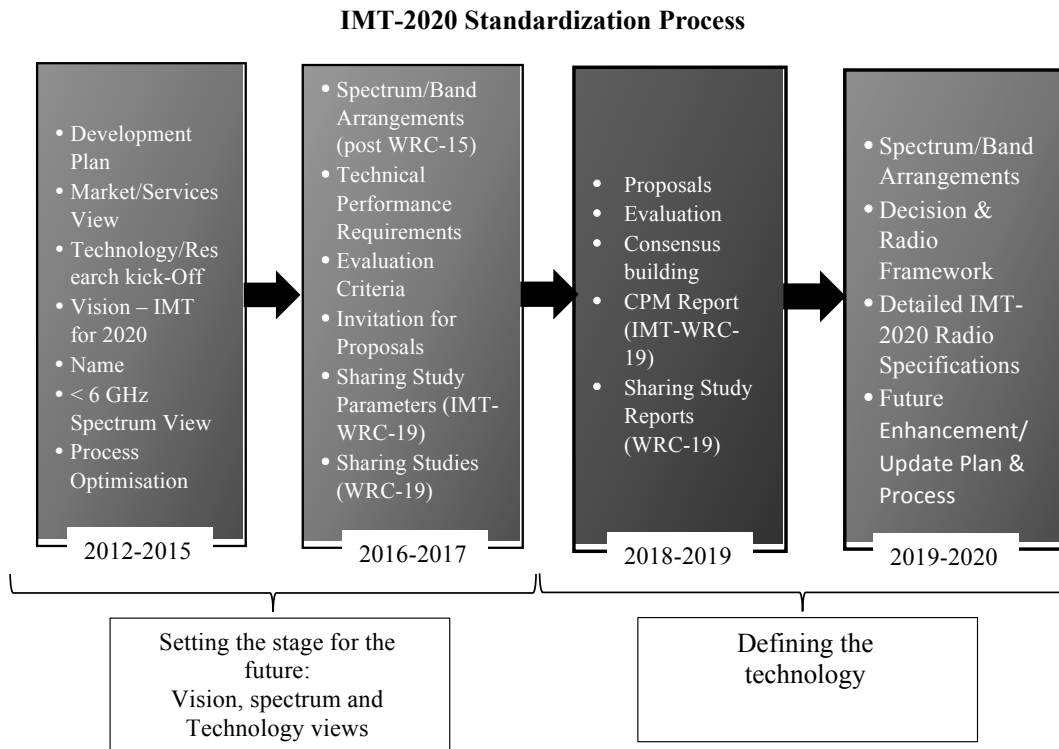 IMT-2020 Standardization Process
• Development
Plan
• Market/Services
View
• Technology/Res
earch kick-Off
• Vision – IMT
for 2020
• Name
• < 6 GHz
Spectrum View
• Process
Optimisation
2012-2015
• Spectrum/Band
Arrangements
(post WRC-15)
• Technical
Performance
Requirements
• Evaluation
Criteria
• Invitation for
Proposals
• Sharing Study
Parameters (IMT-
WRC-19)
• Sharing Studies
(WRC-19)
2016-2017
• Proposals
• Evaluation
• Consensus
building
• CPM Report
(IMT-WRC-
19)
• Sharing Study
Reports
(WRC-19)
2018-2019
• Spectrum/Band
Arrangements
• Decision &
Radio
Framework
• Detailed IMT-
2020 Radio
Specifications
• Future
Enhancement/
Update Plan &
Process
2019-2020
Setting the stage for the
future:
Vision, spectrum and
Technology views
Defining the
technology